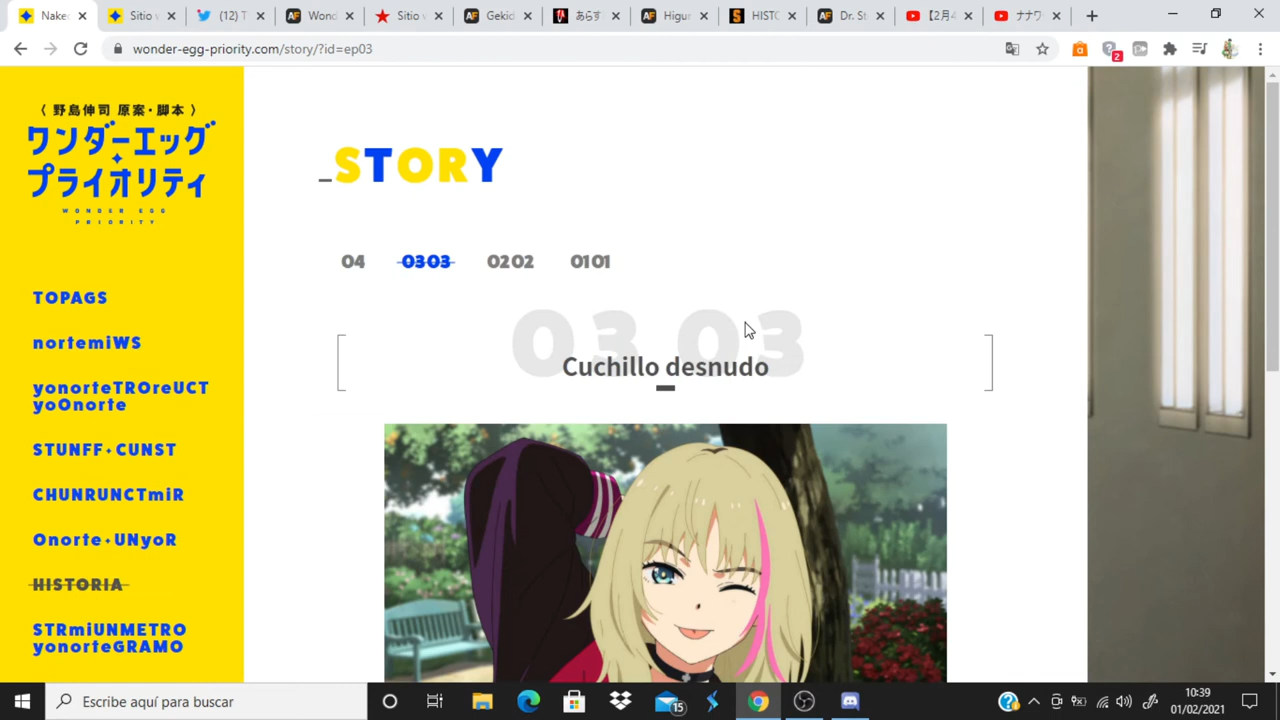 Nake
Sitio v
(12) T
Wond
Sitio v
Gekid
あらす
Higur
HISTO
Dr. St
【2月4
ナナワ
wonder-egg-priority.com/story/?id=ep03
2
〈 野島伸司 原案・脚本 〉
ワンダーエッグ
プライオリティ
WONDER EGG
PRIORITY
TOPAGS
nortemiWS
yonorteTROreUCT
yoOnorte
STUNFF+CUNST
CHUNRUNCTmiR
Onorte+UNyoR
HISTORIA
STRmiUNMETRO
yonorteGRAMO
_STORY
04 0303 0202 0101
03 03
Cuchillo desnudo
Escribe aquí para buscar
15
10:39
01/02/2021